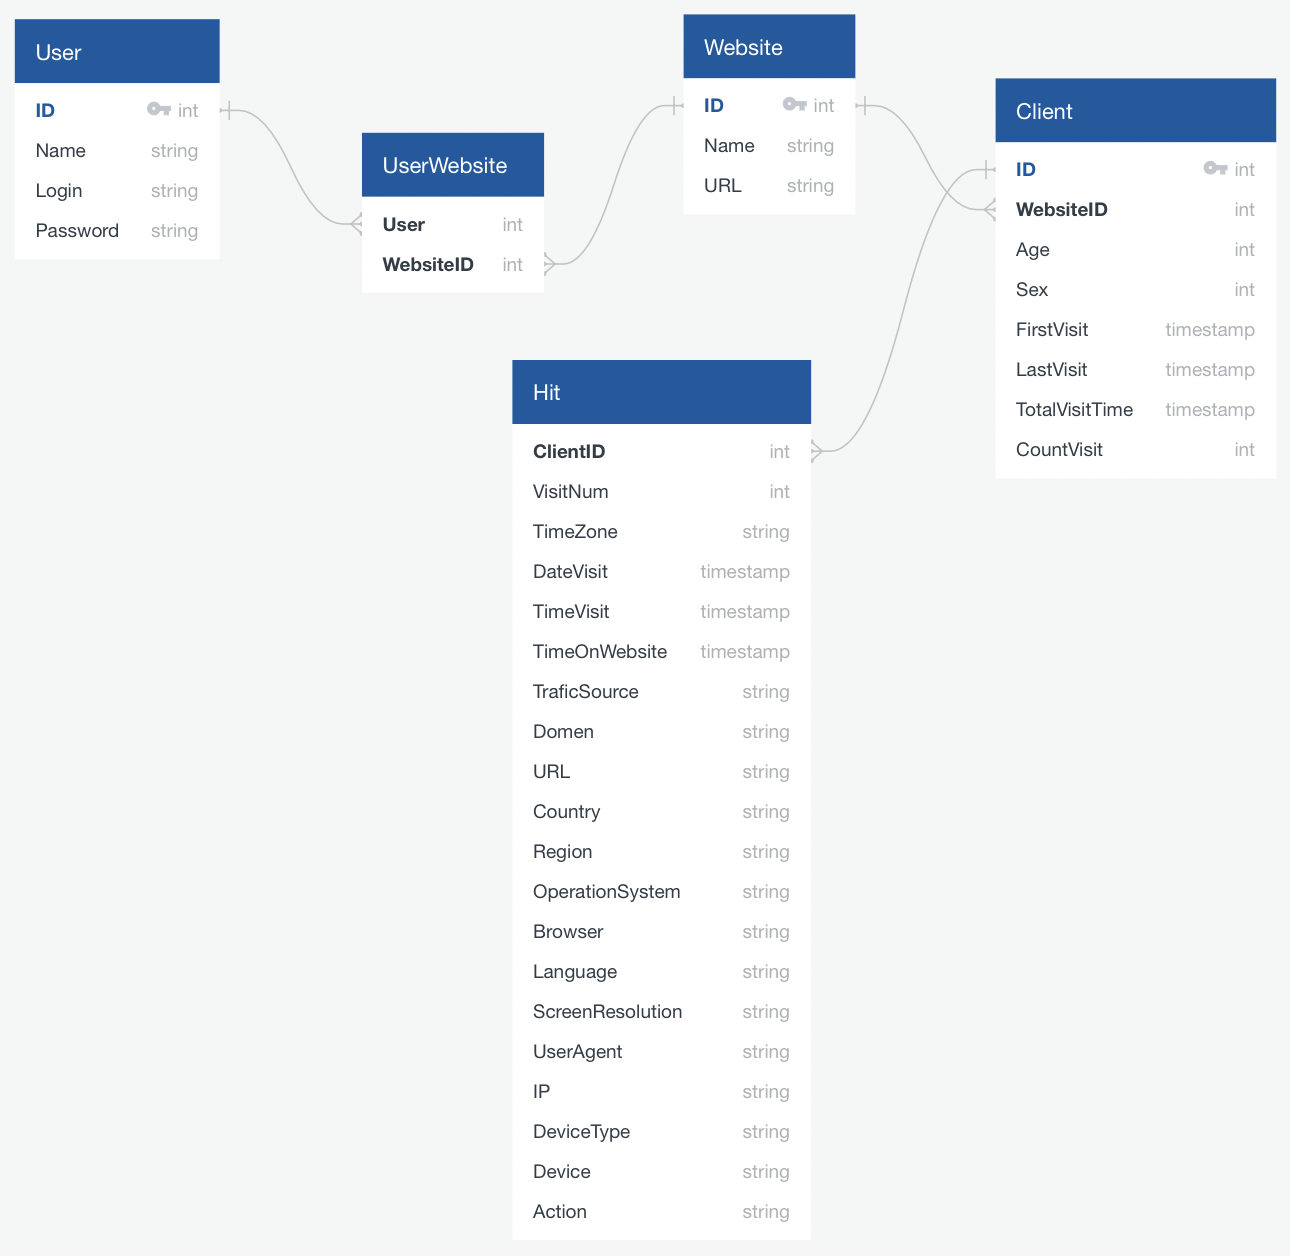 User
ID int
Name string
Login string
Password string
UserWebsite
User int
WebsiteID int
Website
ID int
Name string
URL string
Client
ID int
WebsiteID int
Age int
Sex int
FirstVisit timestamp
LastVisit timestamp
TotalVisitTime timestamp
CountVisit int
Hit
ClientID int
VisitNum int
TimeZone string
DateVisit timestamp
TimeVisit timestamp
TimeOnWebsite timestamp
TraficSource string
Domen string
URL string
Country string
Region string
OperationSystem string
Browser string
Language string
ScreenResolution string
UserAgent string
IP string
DeviceType string
Device string
Action string